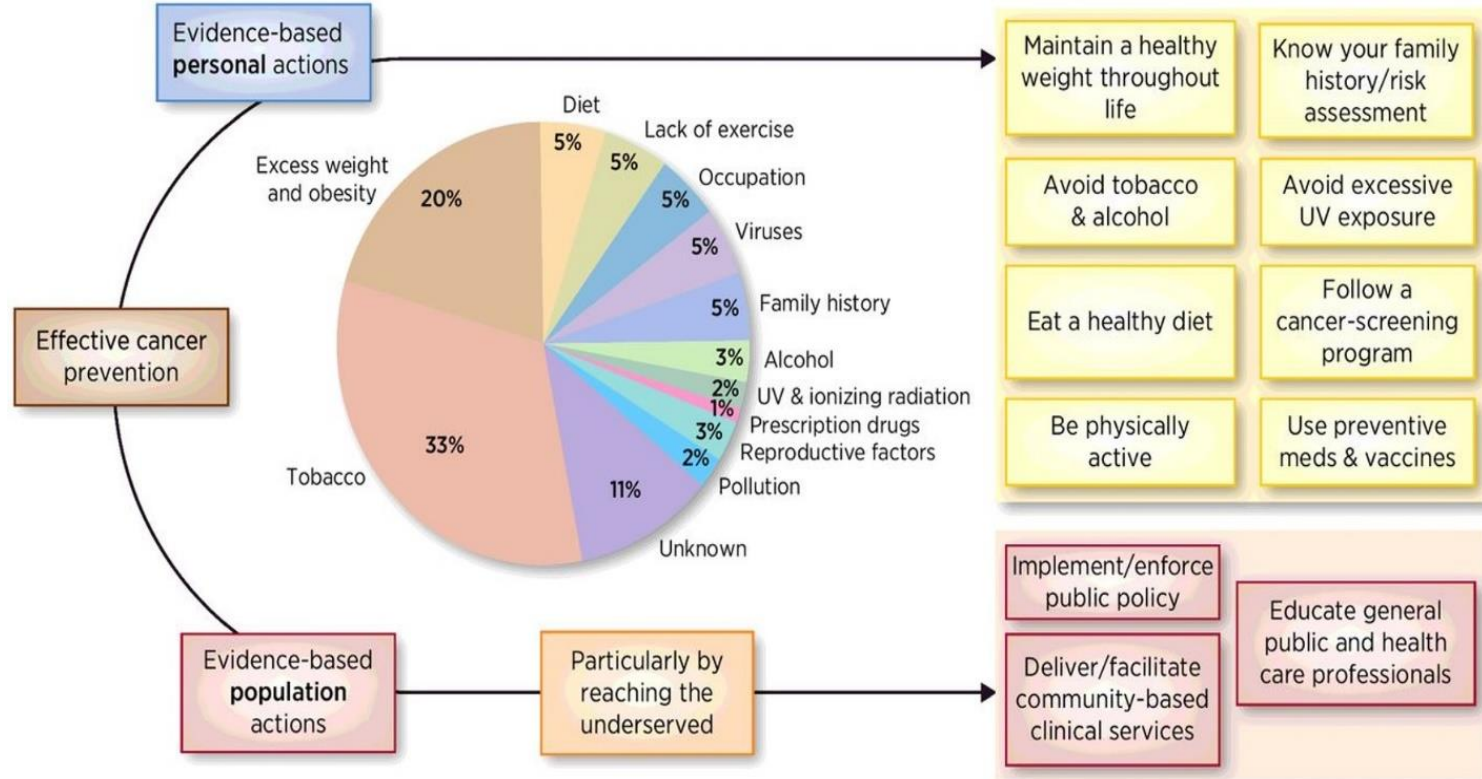 Evidence-based
personal actions
Maintain a healthy
weight throughout
life
Know your family
history/risk
assessment
Avoid tobacco
& alcohol
Avoid excessive
UV exposure
Eat a healthy diet
Follow a
cancer-screening
program
Be physically
active
Use preventive
meds & vaccines
Effective cancer
prevention
Diet
5%
Lack of exercise
5%
Occupation
5%
Viruses
5%
Family history
5%
Alcohol
3%
UV & ionizing radiation
2%
Prescription drugs
1%
Reproductive factors
3%
Pollution
2%
Unknown
11%
Tobacco
33%
Excess weight
and obesity
20%
Evidence-based
population
actions
Particularly by
reaching the
underserved
Implement/enforce
public policy
Deliver/facilitate
community-based
clinical services
Educate general
public and health
care professionals